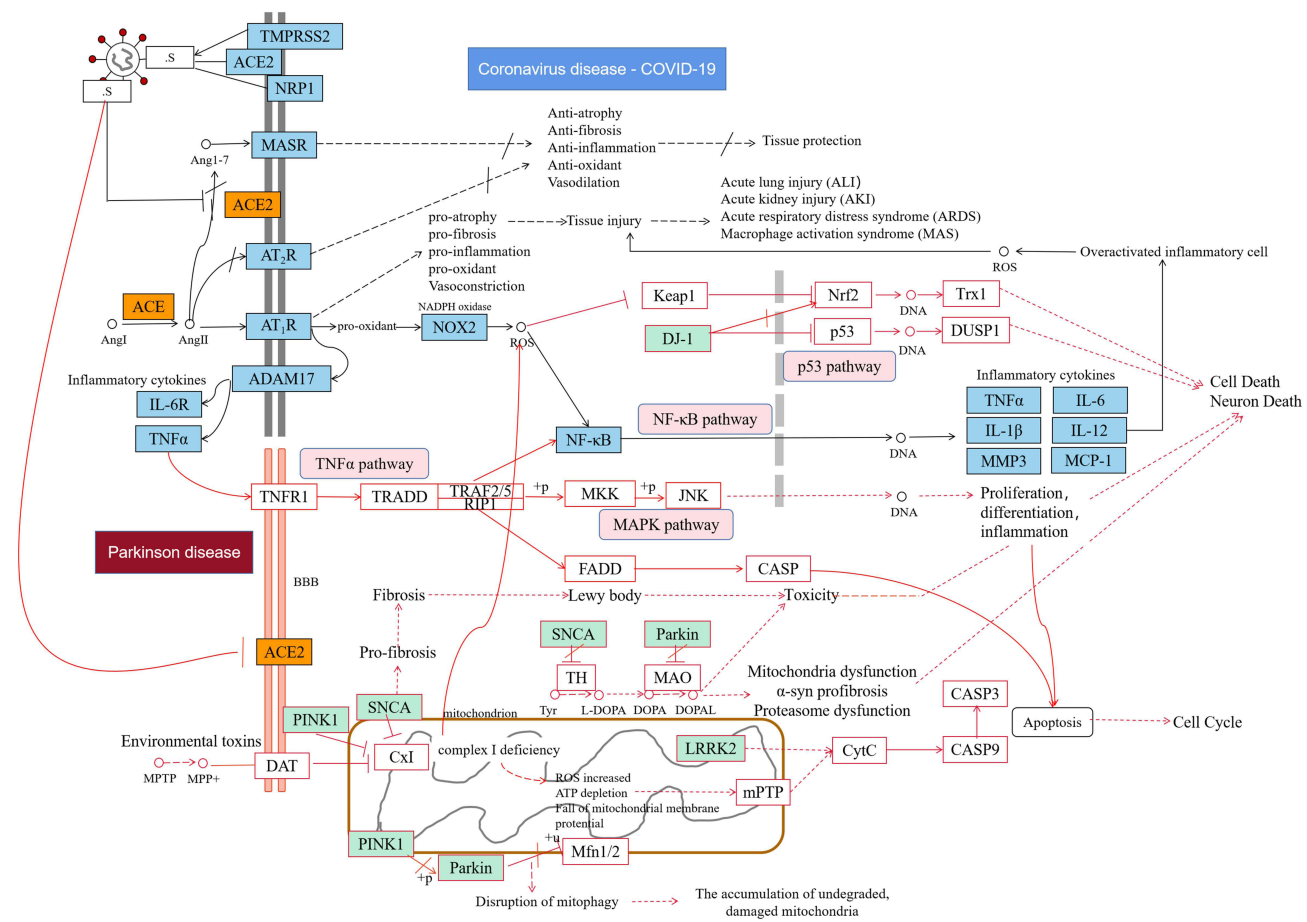 TMPRSS2
.S
ACE2
.S
NRP1
Coronavirus disease - COVID-19
Ang1-7
MASR
Anti-atrophy
Anti-fibrosis
Anti-inflammation
Anti-oxidant
Vasodilation
Tissue protection
ACE2
Acute lung injury (ALI)
Acute kidney injury (AKI)
Acute respiratory distress syndrome (ARDS)
Macrophage activation syndrome (MAS)
pro-atrophy
pro-fibrosis
pro-inflammation
pro-oxidant
Vasoconstriction
Tissue injury
AT2R
ROS
Overactivated inflammatory cell
ACE
AngI
AngII
AT1R
pro-oxidant
NADPH oxidase
NOX2
ROS
Keap1
Nrf2
DNA
Trx1
DJ-1
p53
DNA
DUSP1
p53 pathway
Inflammatory cytokines
ADAM17
IL-6R
TNFα
Cell Death
Neuron Death
Inflammatory cytokines
TNFα
IL-6
IL-1β
IL-12
MMP3
MCP-1
NF-κB
NF-κB pathway
DNA
TNFα pathway
TNFR1
TRADD
TRAF2/5
RIP1
+p
MKK
+p
JNK
MAPK pathway
DNA
Proliferation,
differentiation,
inflammation
Parkinson disease
BBB
FADD
CASP
Fibrosis
Lewy body
Toxicity
ACE2
Pro-fibrosis
SNCA
Parkin
TH
MAO
Tyr
L-DOPA
DOPA
DOPAL
Mitochondria dysfunction
α-syn profibrosis
Proteasome dysfunction
CASP3
Apoptosis
Cell Cycle
PINK1
SNCA
mitochondrion
Environmental toxins
MPTP
MPP+
DAT
CxI
complex I deficiency
LRRK2
CytC
CASP9
ROS increased
ATP depletion
Fall of mitochondrial membrane
potential
mPTP
PINK1
+p
Parkin
+u
Mfn1/2
Disruption of mitophagy
The accumulation of undegraded,
damaged mitochondria